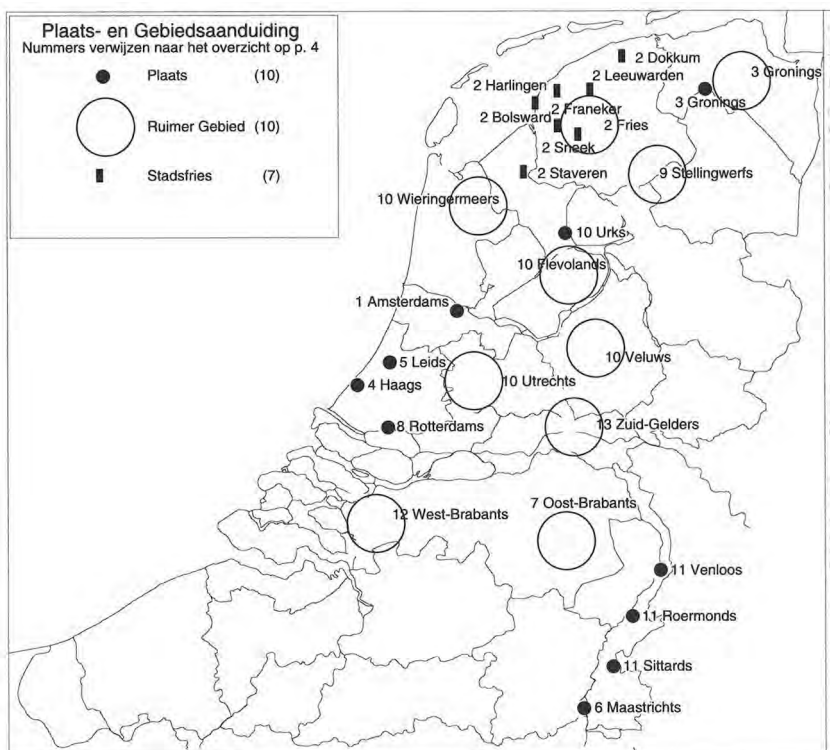 Plaats- en Gebiedsaanduiding
Nummers verwijzen naar het overzicht op p. 4
Plaats (10)
Ruimer Gebied (10)
Stadsfries (7)
2 Dokkum
3 Gronings
2 Leeuwarden
2 Harlingen
3 Gronings
2 Franeker
2 Bolsward
2 Fries
2 Sneek
2 Staveren
9 Stellingwerfs
10 Wieringermeers
10 Urks
10 Flevolands
1 Amsterdams
10 Veluws
5 Leids
10 Utrechts
4 Haags
13 Zuid-Gelders
8 Rotterdams
7 Oost-Brabants
12 West-Brabants
11 Venloos
11 Roermonds
11 Sittards
6 Maastrichts